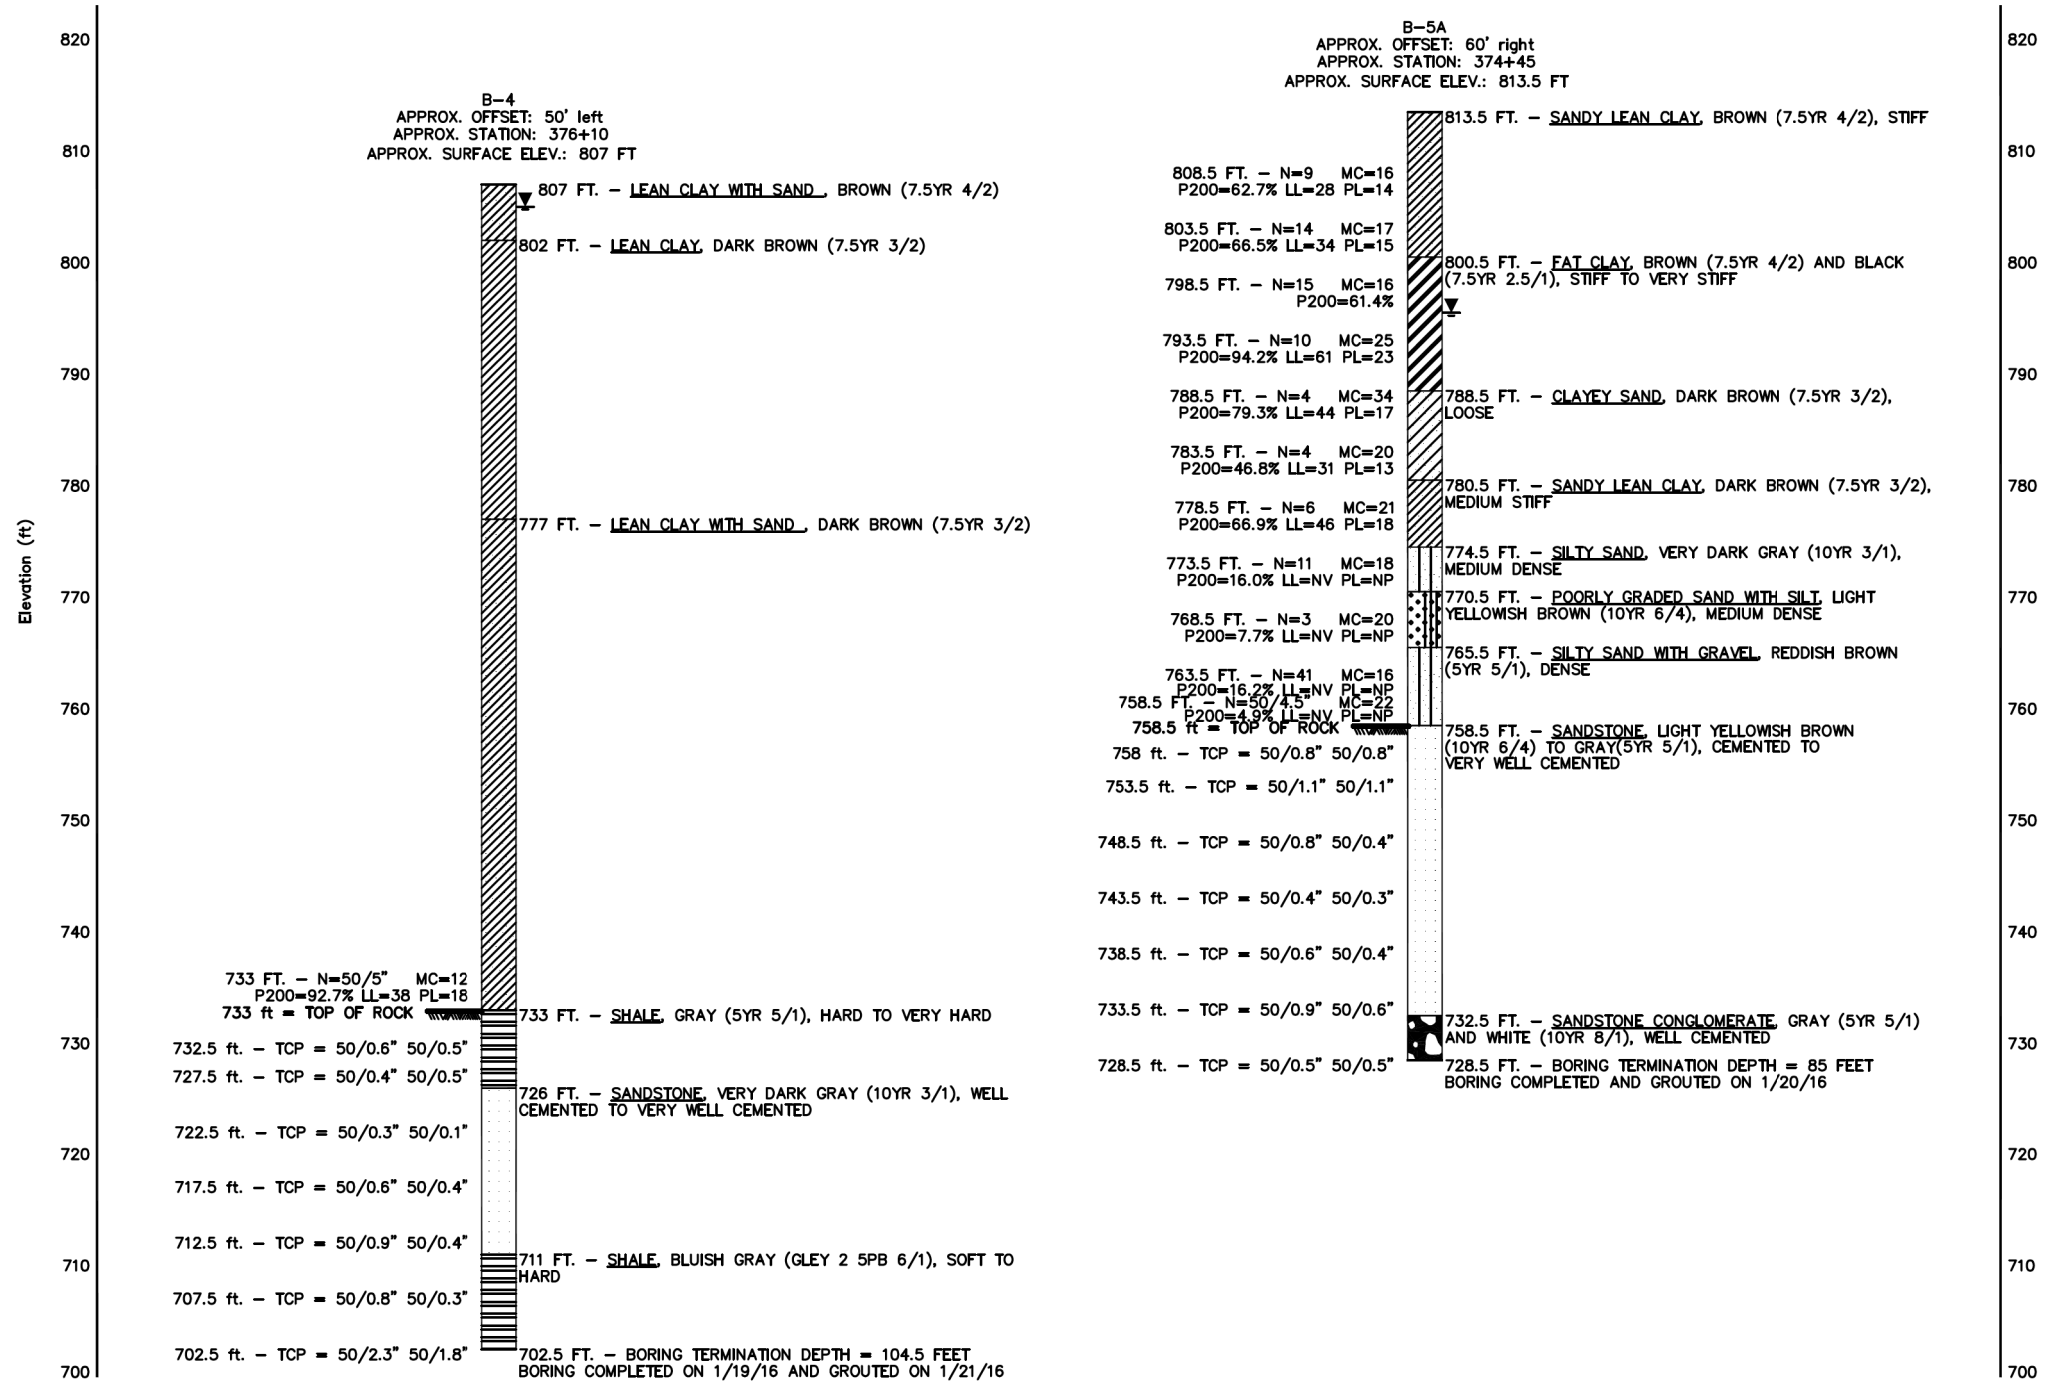 B-4
APPROX. OFFSET: 50' left
APPROX. STATION: 376+10
APPROX. SURFACE ELEV.: 807 FT
807 FT. - LEAN CLAY WITH SAND , BROWN (7.5YR 4/2)
802 FT. - LEAN CLAY, DARK BROWN (7.5YR 3/2)
777 FT. - LEAN CLAY WITH SAND , DARK BROWN (7.5YR 3/2)
733 FT. - N=50/5" MC=12
P200=92.7% LL=38 PL=18
733 ft = TOP OF ROCK
733 FT. - SHALE, GRAY (5YR 5/1), HARD TO VERY HARD
732.5 ft. - TCP = 50/0.6" 50/0.5"
727.5 ft. - TCP = 50/0.4" 50/0.5"
726 FT. - SANDSTONE, VERY DARK GRAY (10YR 3/1), WELL
CEMENTED TO VERY WELL CEMENTED
722.5 ft. - TCP = 50/0.3" 50/0.1"
717.5 ft. - TCP = 50/0.6" 50/0.4"
712.5 ft. - TCP = 50/0.9" 50/0.4"
711 FT. - SHALE, BLUISH GRAY (GLEY 2 5PB 6/1), SOFT TO
HARD
707.5 ft. - TCP = 50/0.8" 50/0.3"
702.5 ft. - TCP = 50/2.3" 50/1.8"
702.5 FT. - BORING TERMINATION DEPTH = 104.5 FEET
BORING COMPLETED ON 1/19/16 AND GROUTED ON 1/21/16
B-5A
APPROX. OFFSET: 60' right
APPROX. STATION: 374+45
APPROX. SURFACE ELEV.: 813.5 FT
813.5 FT. - SANDY LEAN CLAY, BROWN (7.5YR 4/2), STIFF
808.5 FT. - N=9 MC=16
P200=62.7% LL=28 PL=14
803.5 FT. - N=14 MC=17
P200=66.5% LL=34 PL=15
800.5 FT. - FAT CLAY, BROWN (7.5YR 4/2) AND BLACK
(7.5YR 2.5/1), STIFF TO VERY STIFF
798.5 FT. - N=15 MC=16
P200=61.4%
793.5 FT. - N=10 MC=25
P200=94.2% LL=61 PL=23
788.5 FT. - N=4 MC=34
P200=79.3% LL=44 PL=17
788.5 FT. - CLAYEY SAND, DARK BROWN (7.5YR 3/2),
LOOSE
783.5 FT. - N=4 MC=20
P200=46.8% LL=31 PL=13
780.5 FT. - SANDY LEAN CLAY, DARK BROWN (7.5YR 3/2),
MEDIUM STIFF
778.5 FT. - N=6 MC=21
P200=66.9% LL=46 PL=18
774.5 FT. - SILTY SAND, VERY DARK GRAY (10YR 3/1),
MEDIUM DENSE
773.5 FT. - N=11 MC=18
P200=16.0% LL=NV PL=NP
770.5 FT. - POORLY GRADED SAND WITH SILT, LIGHT
YELLOWISH BROWN (10YR 6/4), MEDIUM DENSE
768.5 FT. - N=3 MC=20
P200=7.7% LL=NV PL=NP
765.5 FT. - SILTY SAND WITH GRAVEL, REDDISH BROWN
(5YR 5/1), DENSE
763.5 FT. - N=41 MC=16
P200=16.2% LL=NV PL=NP
758.5 FT. - N=50/4.5" MC=22
P200=4.9% LL=NV PL=NP
758.5 ft = TOP OF ROCK
758.5 FT. - SANDSTONE, LIGHT YELLOWISH BROWN
(10YR 6/4) TO GRAY(5YR 5/1), CEMENTED TO
VERY WELL CEMENTED
758 ft. - TCP = 50/0.8" 50/0.8"
753.5 ft. - TCP = 50/1.1" 50/1.1"
748.5 ft. - TCP = 50/0.8" 50/0.4"
743.5 ft. - TCP = 50/0.4" 50/0.3"
738.5 ft. - TCP = 50/0.6" 50/0.4"
733.5 ft. - TCP = 50/0.9" 50/0.6"
732.5 FT. - SANDSTONE CONGLOMERATE, GRAY (5YR 5/1)
AND WHITE (10YR 8/1), WELL CEMENTED
728.5 ft. - TCP = 50/0.5" 50/0.5"
728.5 FT. - BORING TERMINATION DEPTH = 85 FEET
BORING COMPLETED AND GROUTED ON 1/20/16
Elevation (ft)
820
810
800
790
780
770
760
750
740
730
720
710
700
820
810
800
790
780
770
760
750
740
730
720
710
700